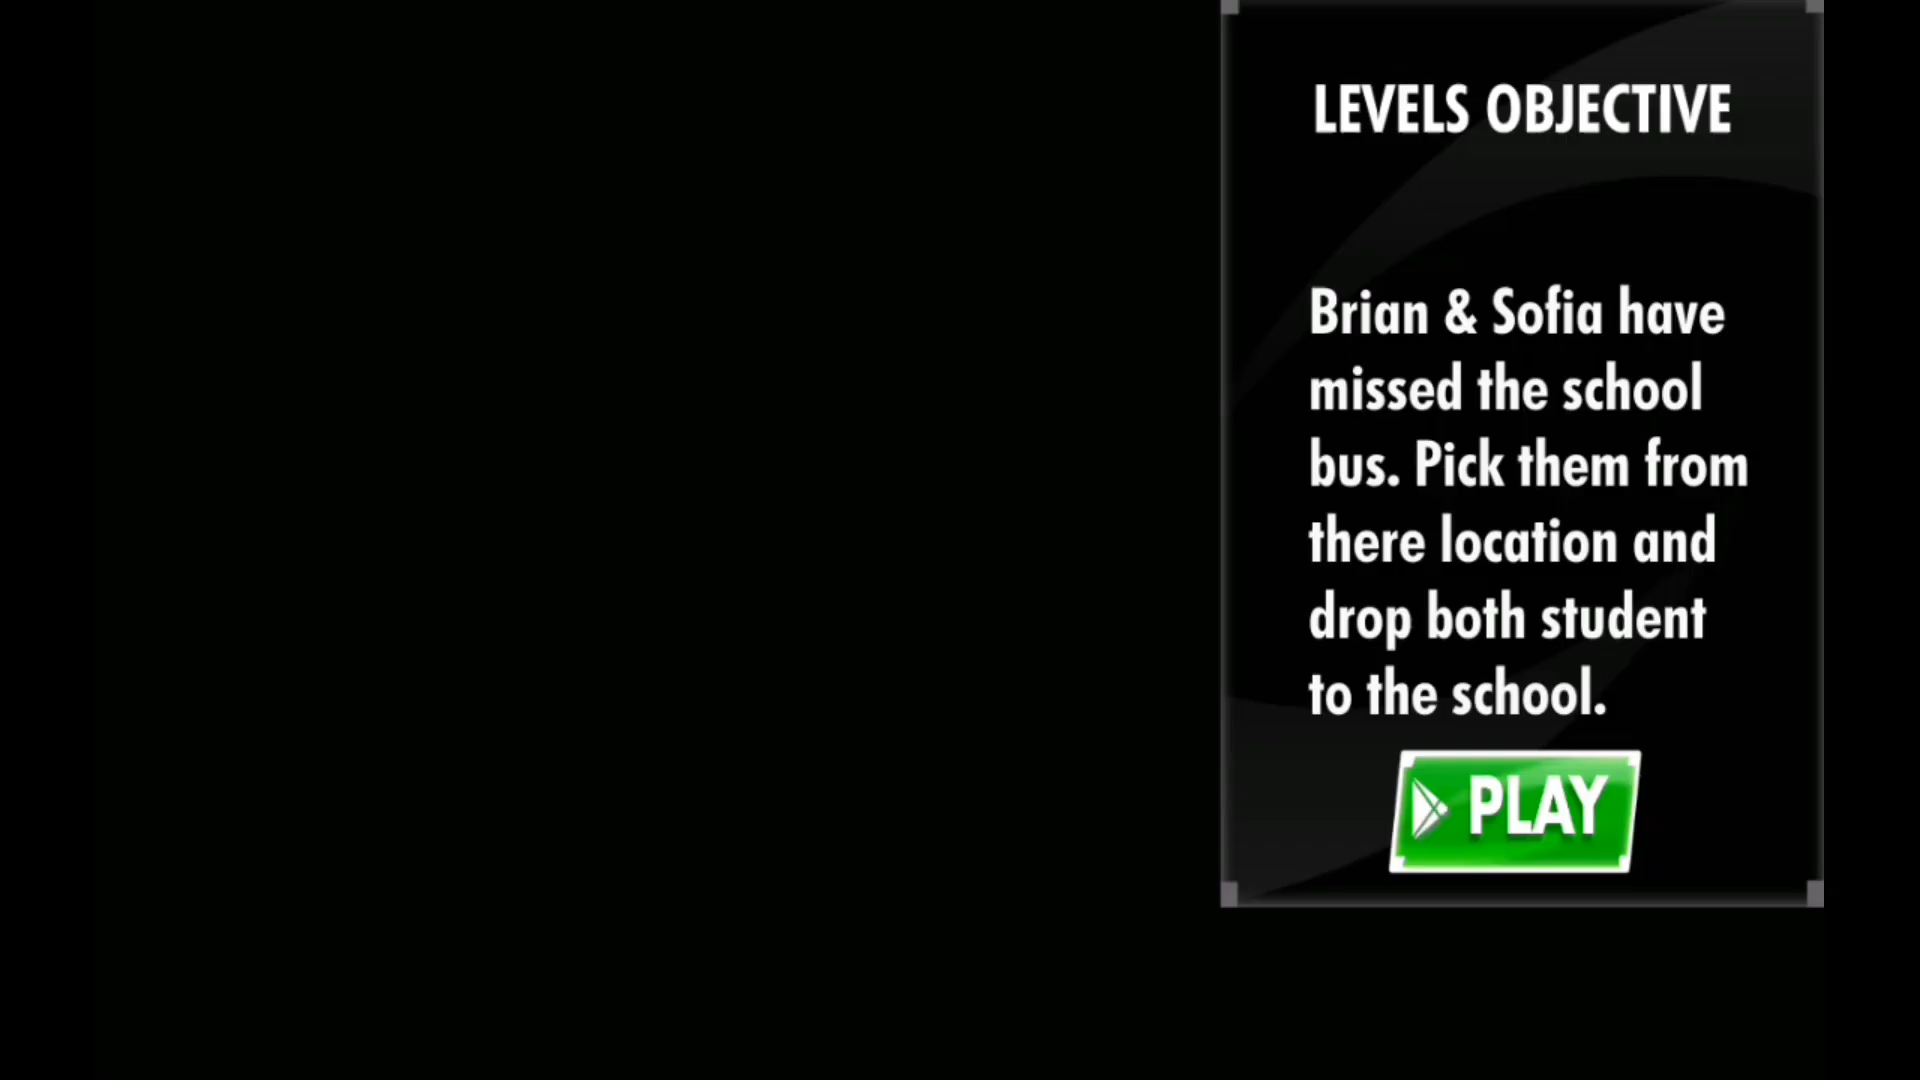 LEVELS OBJECTIVE
Brian & Sofia have
missed the school
bus. Pick them from
there location and
drop both student
to the school.
PLAY